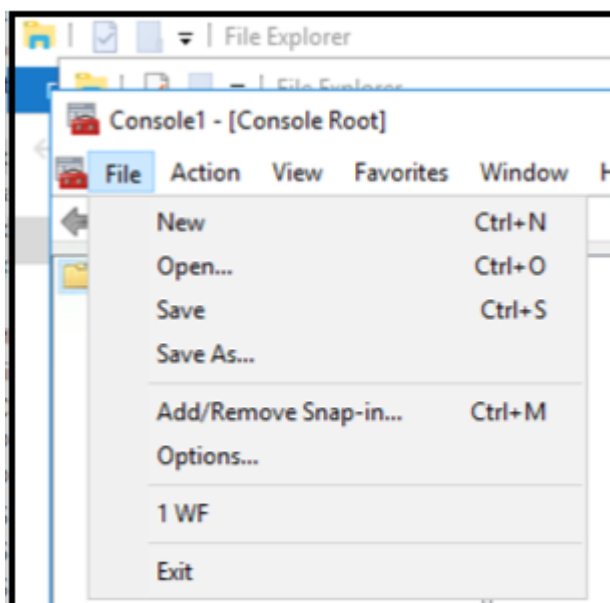 File Explorer
File Explorer
Console1 - [Console Root]
File Action View Favorites Window H
New Ctrl+N
Open... Ctrl+O
Save Ctrl+S
Save As...
Add/Remove Snap-in... Ctrl+M
Options...
1 WF
Exit